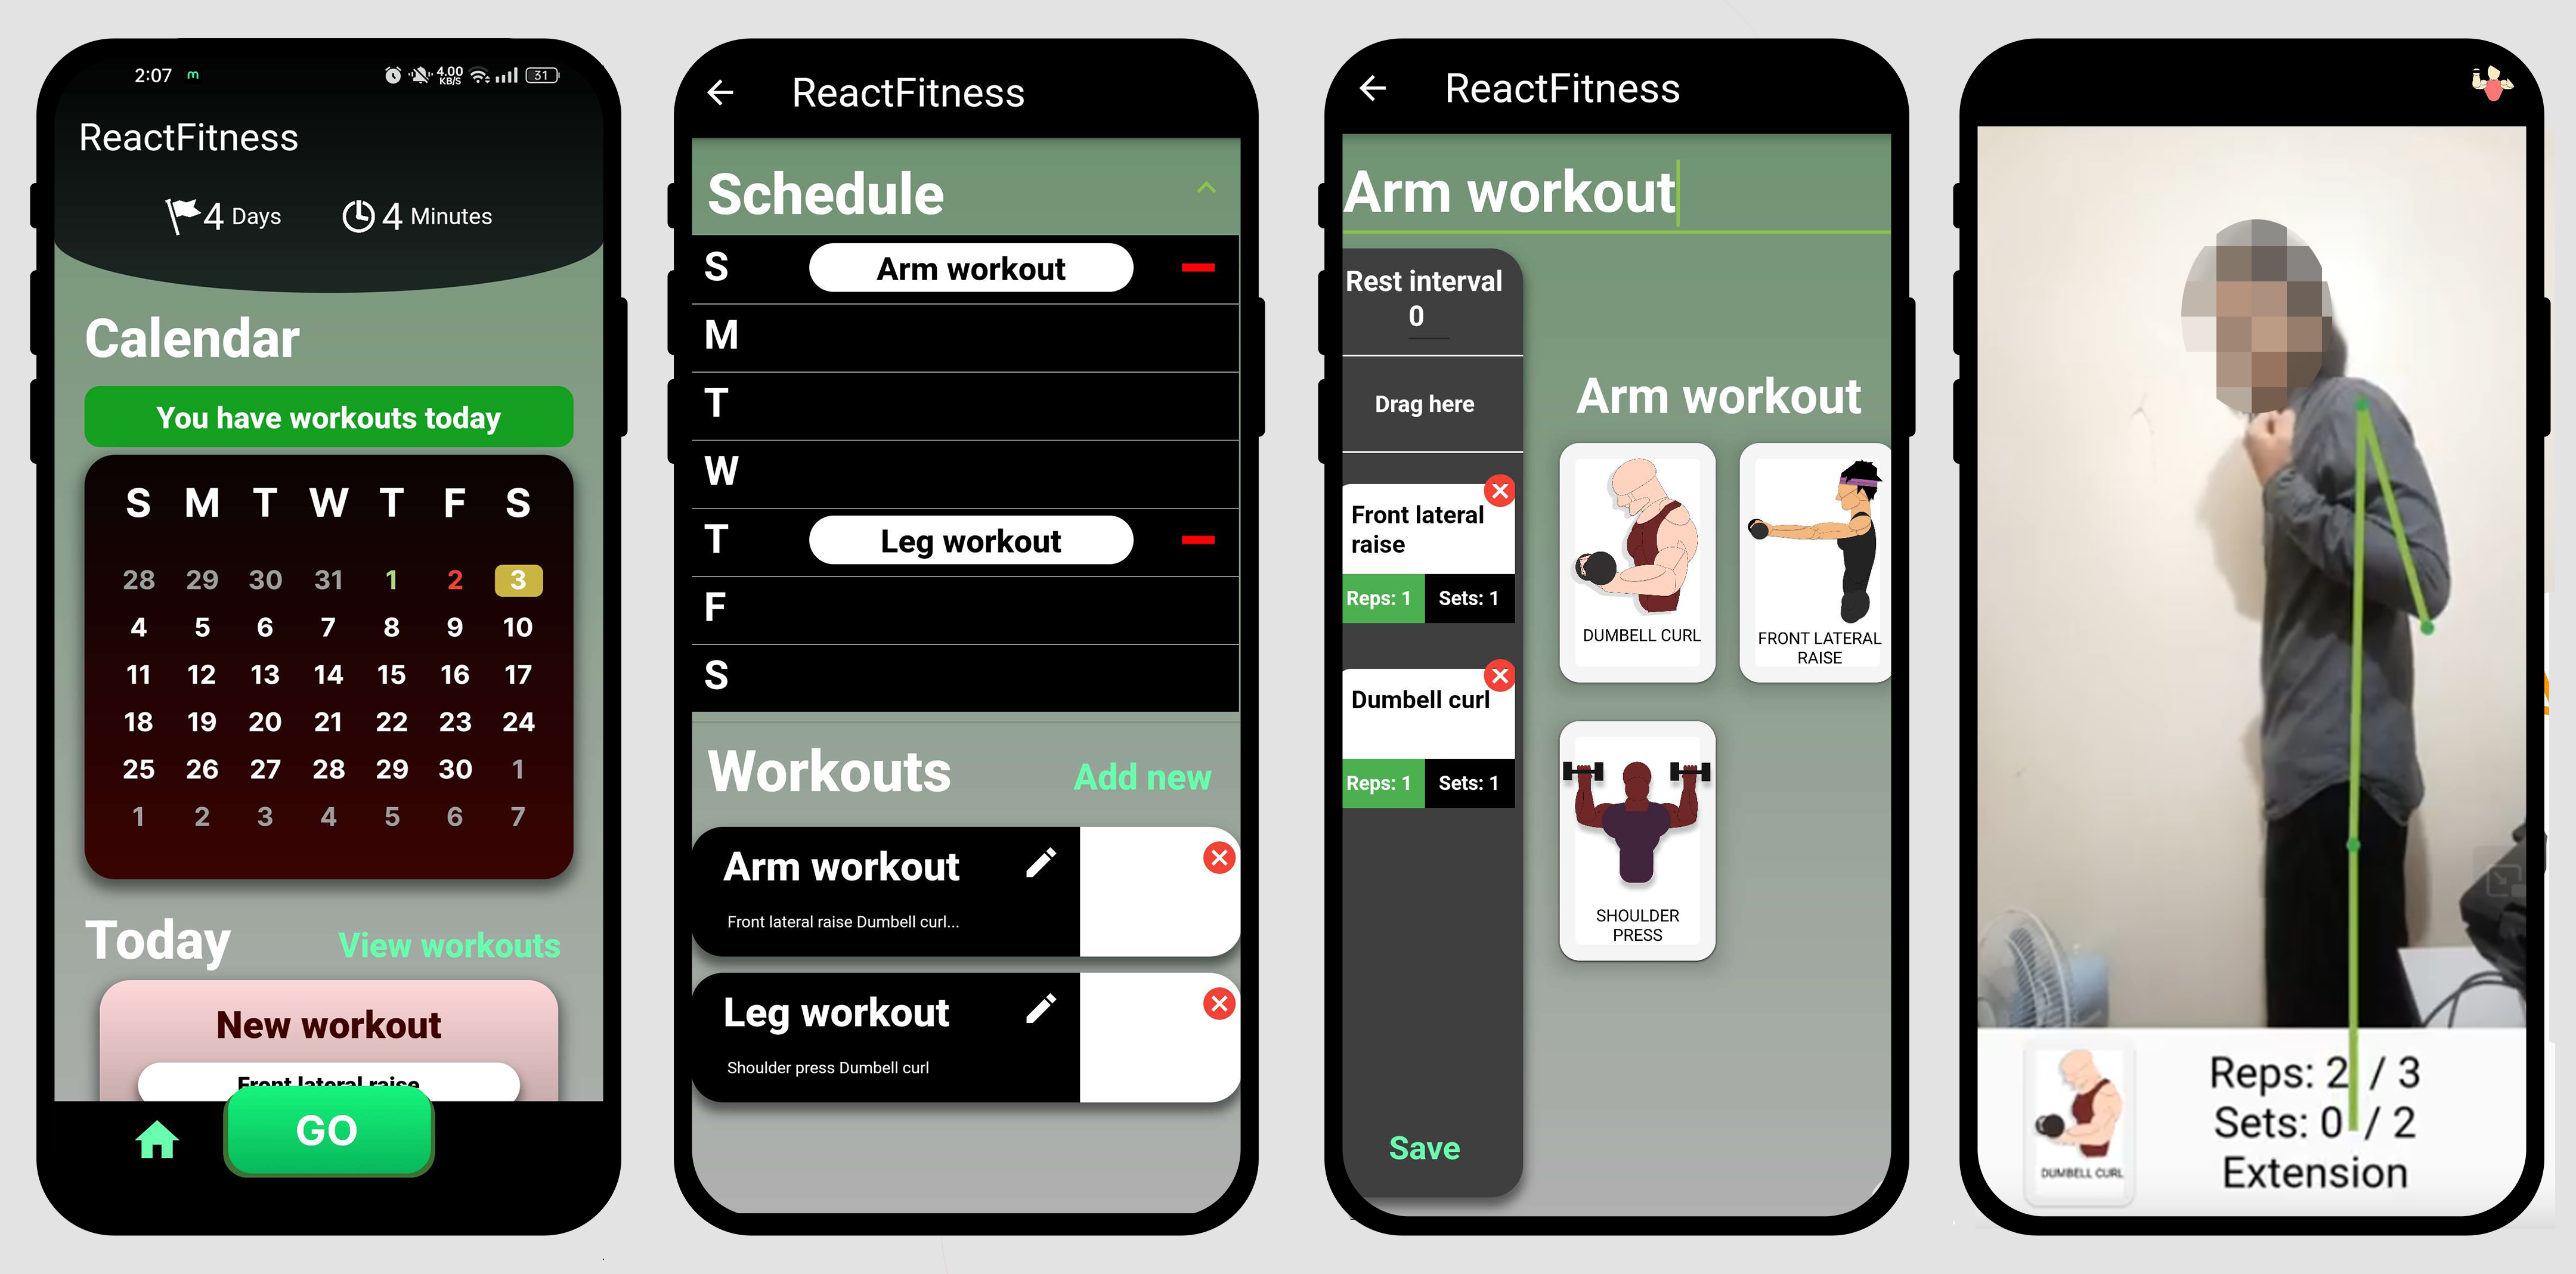 2:07 m 4.00 KB/S 31
ReactFitness
4 Days 4 Minutes
Calendar
You have workouts today
S M T W T F S
28 29 30 31 1 2 3
4 5 6 7 8 9 10
11 12 13 14 15 16 17
18 19 20 21 22 23 24
25 26 27 28 29 30 1
1 2 3 4 5 6 7
Today View workouts
New workout
Front lateral raise
GO
ReactFitness
Schedule
S Arm workout
M
T
W
T Leg workout
F
S
Workouts Add new
Arm workout
Front lateral raise Dumbell curl...
Leg workout
Shoulder press Dumbell curl
ReactFitness
Arm workout
Rest interval
0
Drag here
Front lateral
raise
Reps: 1 Sets: 1
Dumbell curl
Reps: 1 Sets: 1
Save
Arm workout
DUMBELL CURL
FRONT LATERAL
RAISE
SHOULDER
PRESS
DUMBELL CURL
Reps: 2 / 3
Sets: 0 / 2
Extension